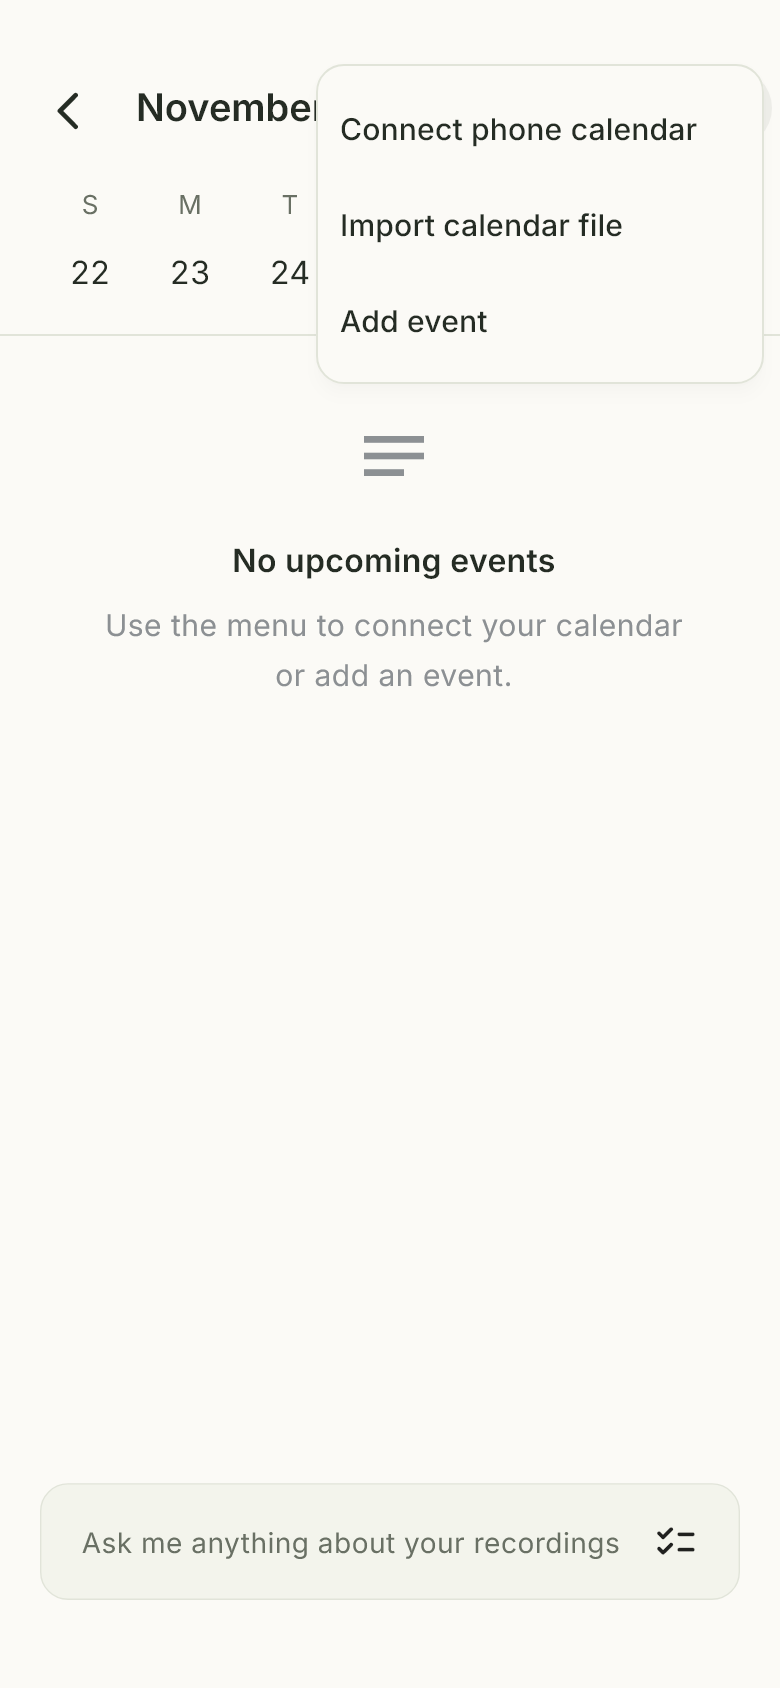 November
Connect phone calendar
S M T
Import calendar file
22 23 24
Add event
No upcoming events
Use the menu to connect your calendar
or add an event.
Ask me anything about your recordings